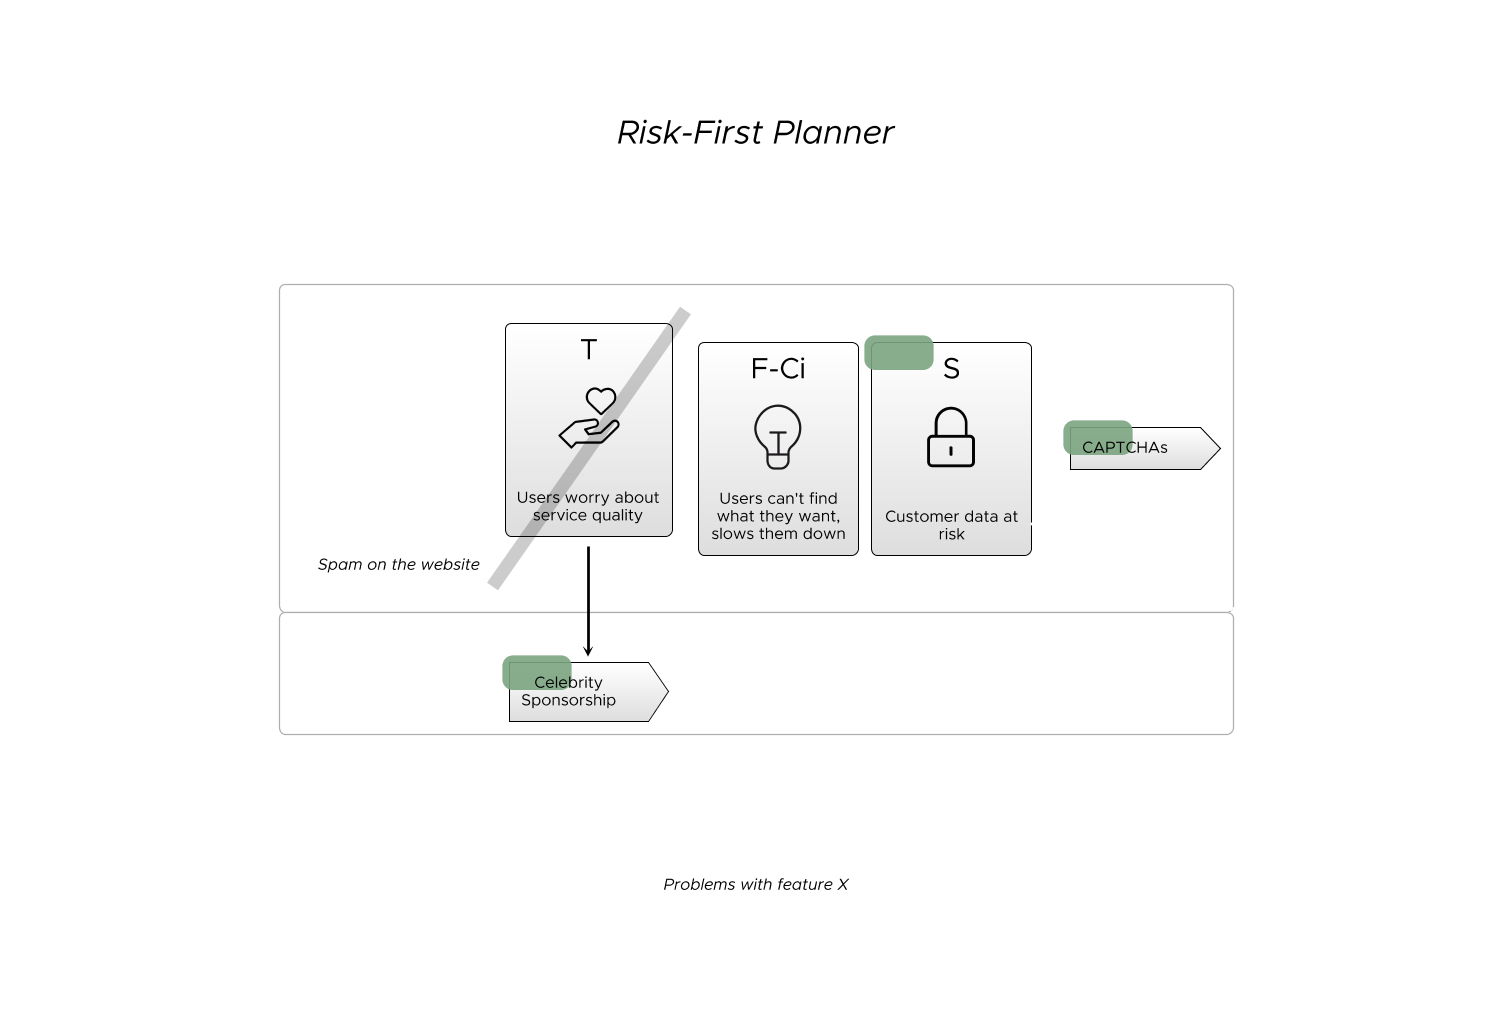 Risk-First Planner
T
Users worry about
service quality
F-Ci
Users can't find
what they want,
slows them down
S
Customer data at
risk
CAPTCHAs
Spam on the website
Celebrity
Sponsorship
Problems with feature X